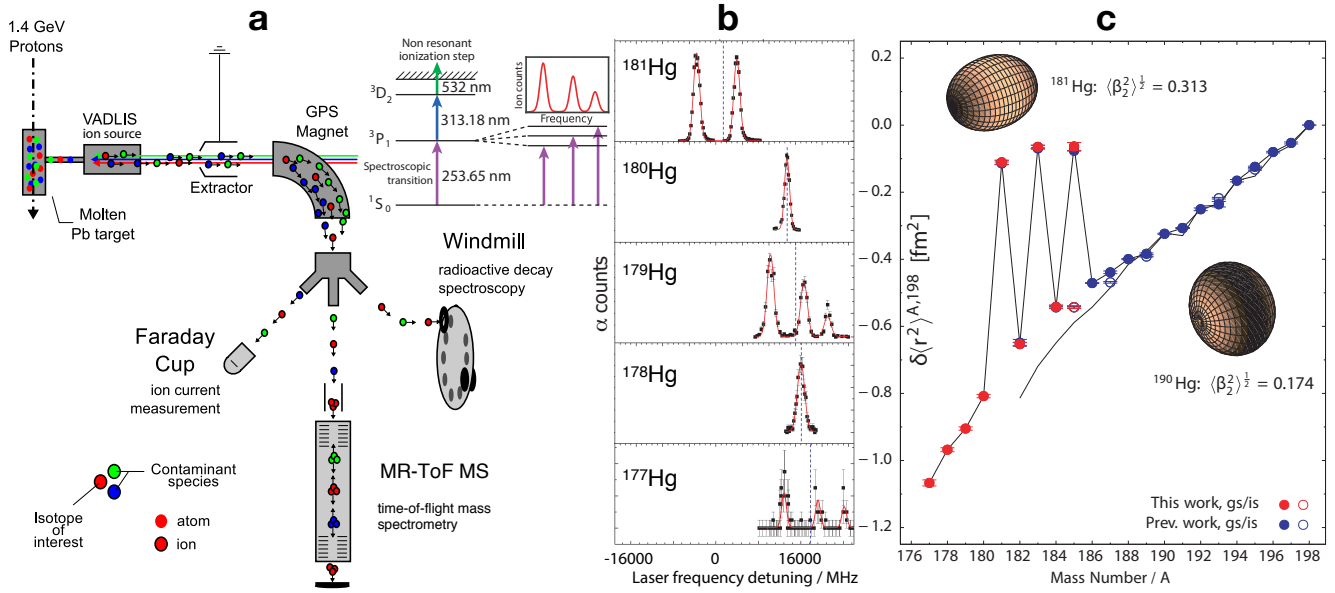 a
1.4 GeV
Protons
VADLIS
ion source
Extractor
GPS
Magnet
Molten
Pb target
Non resonant
ionization step
532 nm
³D₂
313.18 nm
³P₁
Spectroscopic
transition
253.65 nm
¹S₀
Ion counts
Frequency
Windmill
radioactive decay
spectroscopy
Faraday
Cup
ion current
measurement
MR-ToF MS
time-of-flight mass
spectrometry
Contaminant
species
Isotope
of
interest
atom
ion
b
¹⁸¹Hg
¹⁸⁰Hg
¹⁷⁹Hg
¹⁷⁸Hg
¹⁷⁷Hg
α counts
-16000 0 16000
Laser frequency detuning / MHz
c
0.2
0.0
−0.2
−0.4
−0.6
−0.8
−1.0
−1.2
δ⟨r²⟩A,198 [fm²]
¹⁸¹Hg: ⟨β₂²⟩^½ = 0.313
¹⁹⁰Hg: ⟨β₂²⟩^½ = 0.174
This work, gs/is
Prev. work, gs/is
176 178 180 182 184 186 188 190 192 194 196 198
Mass Number / A